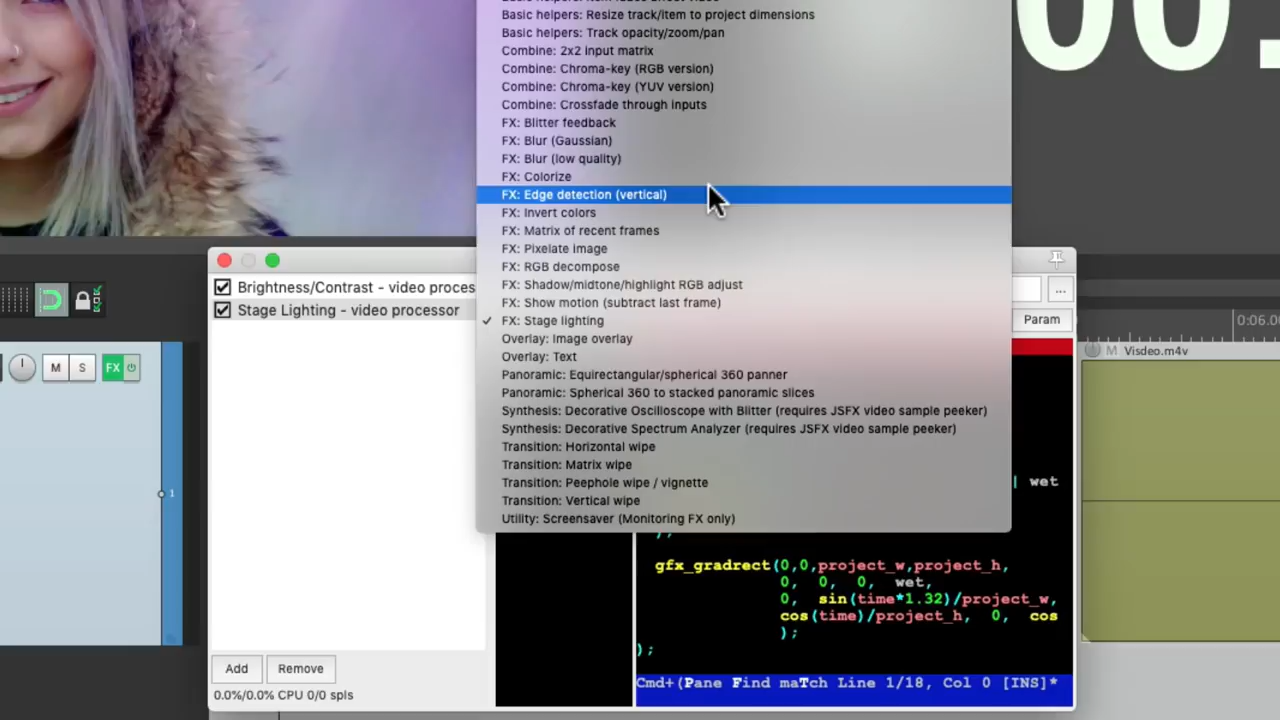 Basic helpers: Resize track/item to project dimensions
Basic helpers: Track opacity/zoom/pan
Combine: 2x2 input matrix
Combine: Chroma-key (RGB version)
Combine: Chroma-key (YUV version)
Combine: Crossfade through inputs
FX: Blitter feedback
FX: Blur (Gaussian)
FX: Blur (low quality)
FX: Colorize
FX: Edge detection (vertical)
FX: Invert colors
FX: Matrix of recent frames
FX: Pixelate image
FX: RGB decompose
FX: Shadow/midtone/highlight RGB adjust
FX: Show motion (subtract last frame)
✓ FX: Stage lighting
Overlay: Image overlay
Overlay: Text
Panoramic: Equirectangular/spherical 360 panner
Panoramic: Spherical 360 to stacked panoramic slices
Synthesis: Decorative Oscilloscope with Blitter (requires JSFX video sample peeker)
Synthesis: Decorative Spectrum Analyzer (requires JSFX video sample peeker)
Transition: Horizontal wipe
Transition: Matrix wipe
Transition: Peephole wipe / vignette
Transition: Vertical wipe
Utility: Screensaver (Monitoring FX only)
00.
Brightness/Contrast - video proces
Stage Lighting - video processor
...
Param
0:06.00
M Visdeo.m4v
M S FX
1
| wet
);
gfx_gradrect(0,0,project_w,project_h,
0, 0, 0, wet,
0, sin(time*1.32)/project_w,
cos(time)/project_h, 0, cos
);
);
Add Remove
0.0%/0.0% CPU 0/0 spls
Cmd+(Pane Find maTch Line 1/18, Col 0 [INS]*